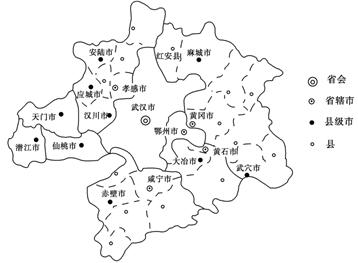 安陆市
红安县
麻城市
应城市
孝感市
天门市
汉川市
武汉市
黄冈市
鄂州市
潜江市
仙桃市
黄石市
大冶市
武穴市
咸宁市
赤壁市
省会
省辖市
县级市
县